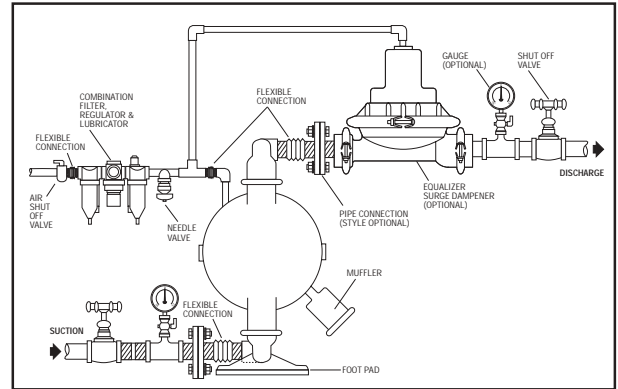 COMBINATION
FILTER,
REGULATOR &
LUBRICATOR
FLEXIBLE
CONNECTION
FLEXIBLE
CONNECTION
GAUGE
(OPTIONAL)
SHUT OFF
VALVE
DISCHARGE
AIR
SHUT
OFF
VALVE
NEEDLE
VALVE
PIPE CONNECTION
(STYLE OPTIONAL)
EQUALIZER
SURGE DAMPENER
(OPTIONAL)
MUFFLER
FLEXIBLE
CONNECTION
SUCTION
FOOT PAD